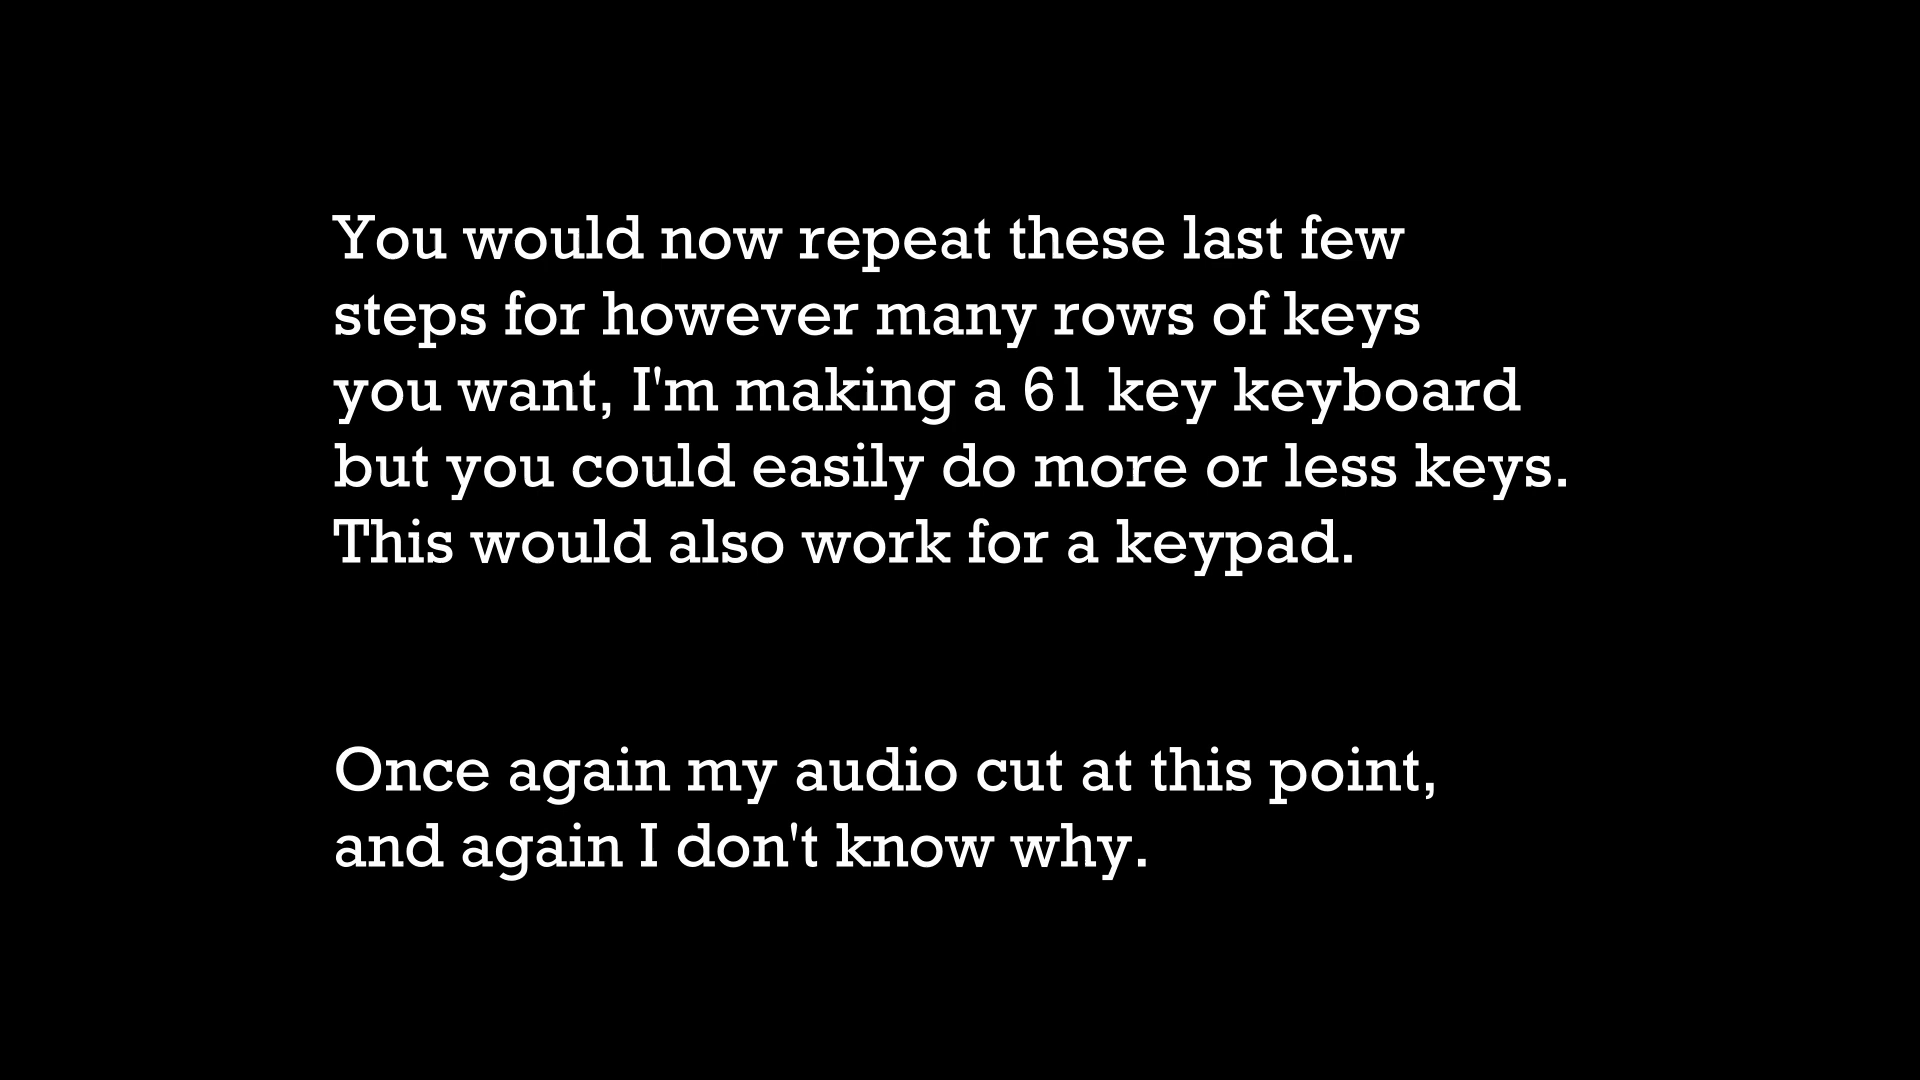 You would now repeat these last few
steps for however many rows of keys
you want, I'm making a 61 key keyboard
but you could easily do more or less keys.
This would also work for a keypad.
Once again my audio cut at this point,
and again I don't know why.